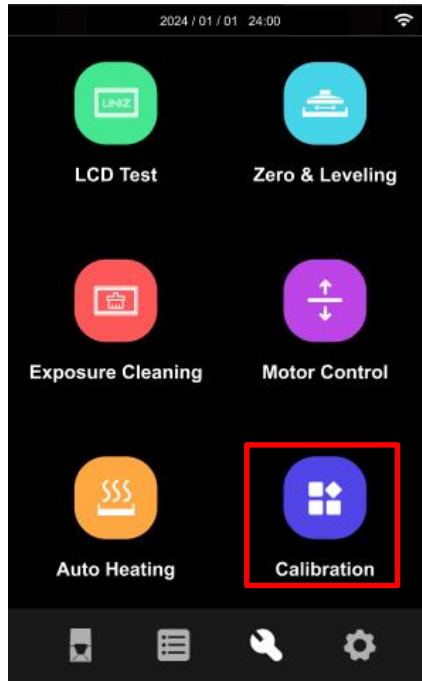 2024 / 01 / 01 24:00
UNIZ
LCD Test
Zero & Leveling
Exposure Cleaning
Motor Control
Auto Heating
Calibration